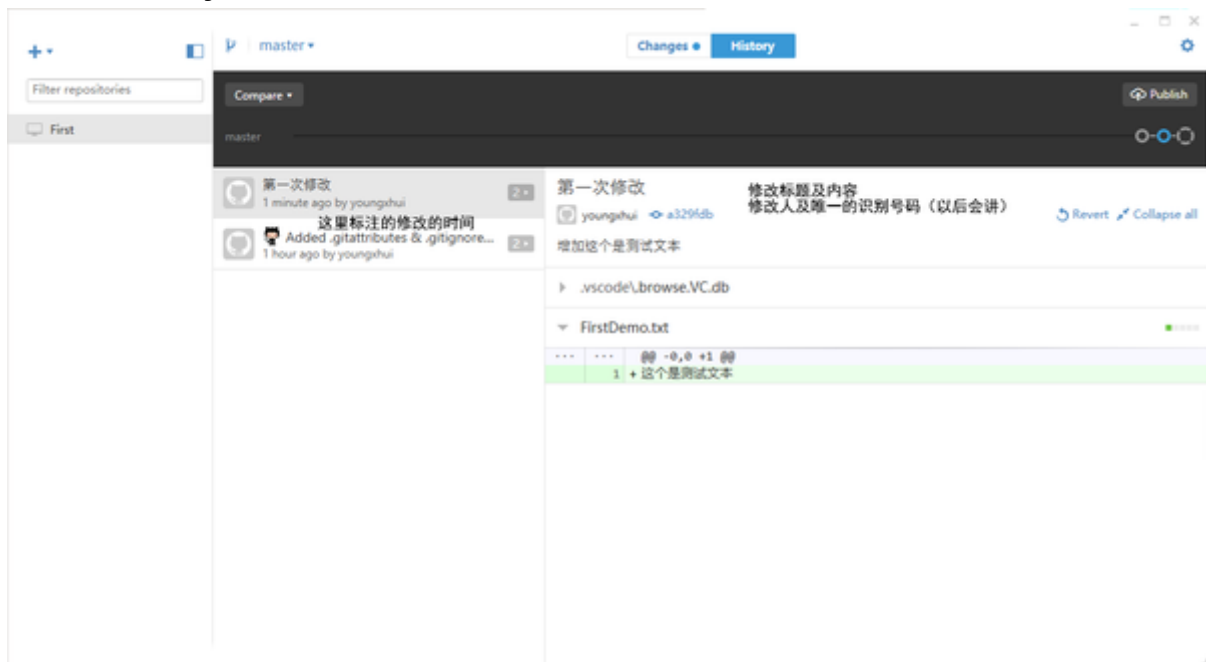 master
Changes
History
Filter repositories
Compare
Publish
First
master
第一次修改
1 minute ago by youngxhui
2
这里标注的修改的时间
Added .gitattributes & .gitignore...
1 hour ago by youngxhui
2
第一次修改
修改标题及内容
youngxhui
a329fdb
修改人及唯一的识别号码（以后会讲）
Revert
Collapse all
增加这个是测试文本
.vscode\.browse.VC.db
FirstDemo.txt
... ... @@ -0,0 +1 @@
1 + 这个是测试文本